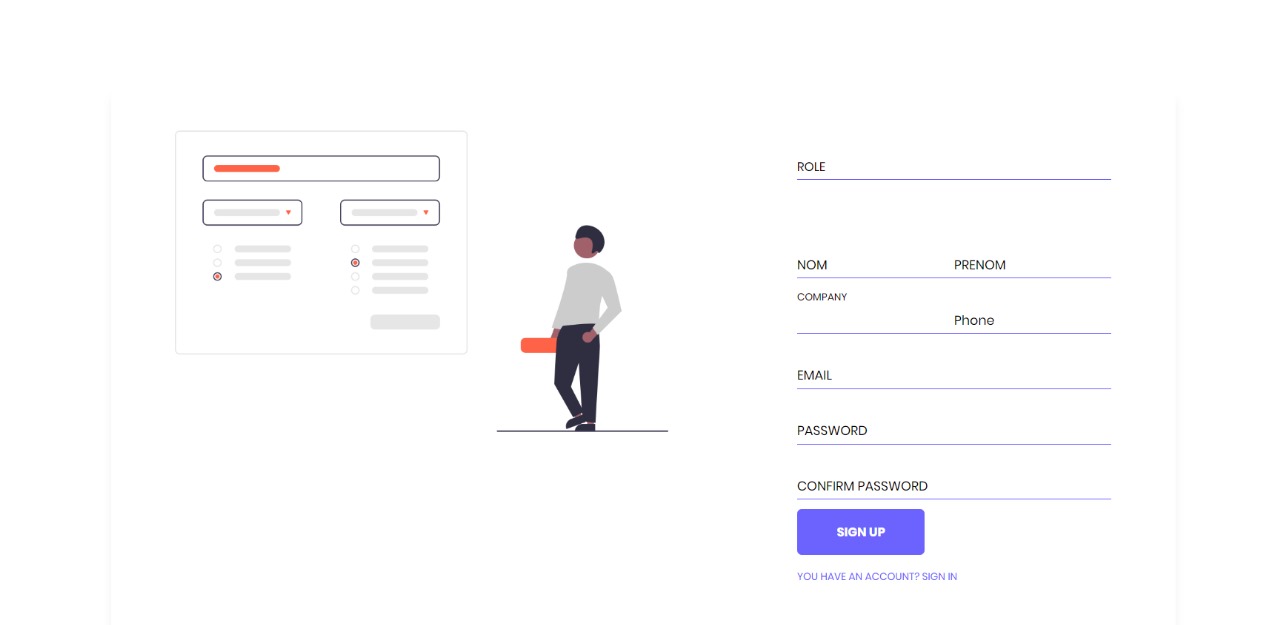 ROLE
NOM PRENOM
COMPANY
Phone
EMAIL
PASSWORD
CONFIRM PASSWORD
SIGN UP
YOU HAVE AN ACCOUNT? SIGN IN